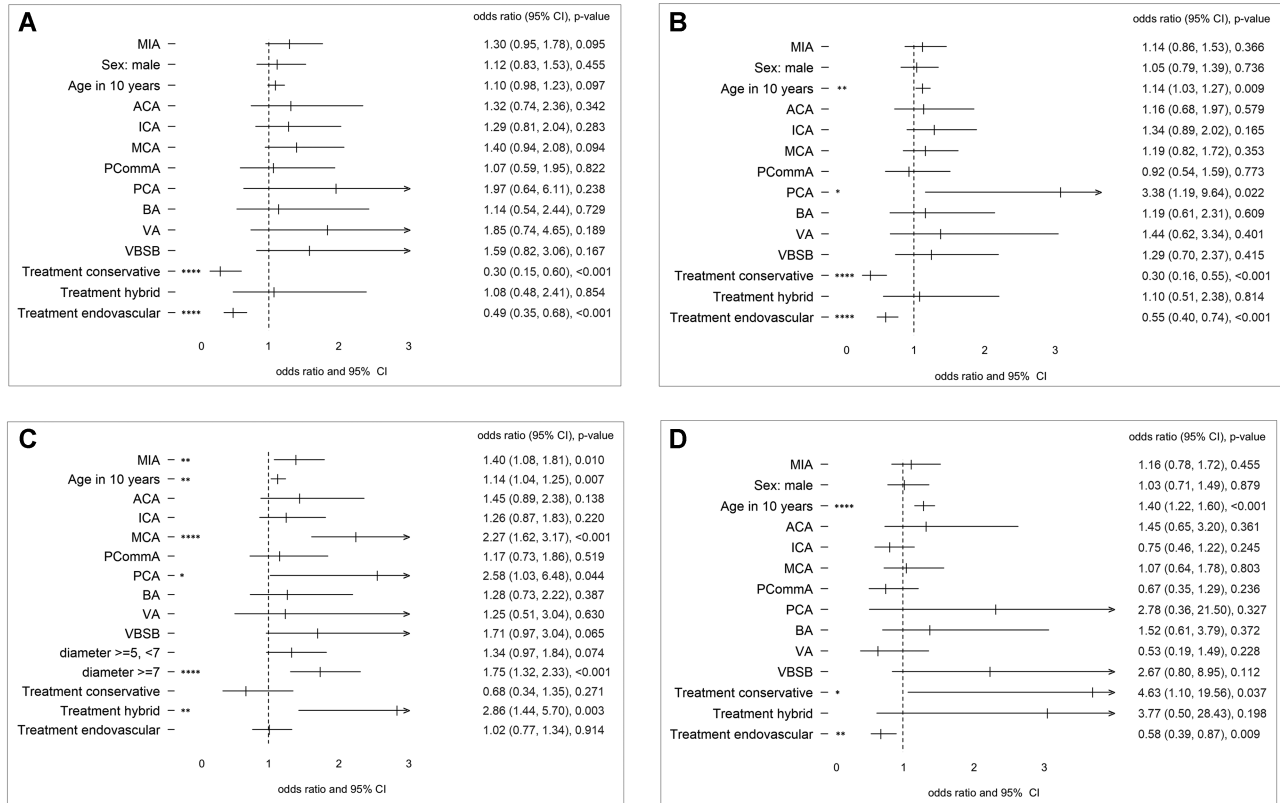 A
odds ratio (95% CI), p-value
MIA 1.30 (0.95, 1.78), 0.095
Sex: male 1.12 (0.83, 1.53), 0.455
Age in 10 years 1.10 (0.98, 1.23), 0.097
ACA 1.32 (0.74, 2.36), 0.342
ICA 1.29 (0.81, 2.04), 0.283
MCA 1.40 (0.94, 2.08), 0.094
PCommA 1.07 (0.59, 1.95), 0.822
PCA 1.97 (0.64, 6.11), 0.238
BA 1.14 (0.54, 2.44), 0.729
VA 1.85 (0.74, 4.65), 0.189
VBSB 1.59 (0.82, 3.06), 0.167
Treatment conservative **** 0.30 (0.15, 0.60), <0.001
Treatment hybrid 1.08 (0.48, 2.41), 0.854
Treatment endovascular **** 0.49 (0.35, 0.68), <0.001
0 1 2 3
odds ratio and 95% CI
B
odds ratio (95% CI), p-value
MIA 1.14 (0.86, 1.53), 0.366
Sex: male 1.05 (0.79, 1.39), 0.736
Age in 10 years ** 1.14 (1.03, 1.27), 0.009
ACA 1.16 (0.68, 1.97), 0.579
ICA 1.34 (0.89, 2.02), 0.165
MCA 1.19 (0.82, 1.72), 0.353
PCommA 0.92 (0.54, 1.59), 0.773
PCA * 3.38 (1.19, 9.64), 0.022
BA 1.19 (0.61, 2.31), 0.609
VA 1.44 (0.62, 3.34), 0.401
VBSB 1.29 (0.70, 2.37), 0.415
Treatment conservative **** 0.30 (0.16, 0.55), <0.001
Treatment hybrid 1.10 (0.51, 2.38), 0.814
Treatment endovascular **** 0.55 (0.40, 0.74), <0.001
0 1 2 3
odds ratio and 95% CI
C
odds ratio (95% CI), p-value
MIA ** 1.40 (1.08, 1.81), 0.010
Age in 10 years ** 1.14 (1.04, 1.25), 0.007
ACA 1.45 (0.89, 2.38), 0.138
ICA 1.26 (0.87, 1.83), 0.220
MCA **** 2.27 (1.62, 3.17), <0.001
PCommA 1.17 (0.73, 1.86), 0.519
PCA * 2.58 (1.03, 6.48), 0.044
BA 1.28 (0.73, 2.22), 0.387
VA 1.25 (0.51, 3.04), 0.630
VBSB 1.71 (0.97, 3.04), 0.065
diameter >=5, <7 1.34 (0.97, 1.84), 0.074
diameter >=7 **** 1.75 (1.32, 2.33), <0.001
Treatment conservative 0.68 (0.34, 1.35), 0.271
Treatment hybrid ** 2.86 (1.44, 5.70), 0.003
Treatment endovascular 1.02 (0.77, 1.34), 0.914
0 1 2 3
odds ratio and 95% CI
D
odds ratio (95% CI), p-value
MIA 1.16 (0.78, 1.72), 0.455
Sex: male 1.03 (0.71, 1.49), 0.879
Age in 10 years **** 1.40 (1.22, 1.60), <0.001
ACA 1.45 (0.65, 3.20), 0.361
ICA 0.75 (0.46, 1.22), 0.245
MCA 1.07 (0.64, 1.78), 0.803
PCommA 0.67 (0.35, 1.29), 0.236
PCA 2.78 (0.36, 21.50), 0.327
BA 1.52 (0.61, 3.79), 0.372
VA 0.53 (0.19, 1.49), 0.228
VBSB 2.67 (0.80, 8.95), 0.112
Treatment conservative * 4.63 (1.10, 19.56), 0.037
Treatment hybrid 3.77 (0.50, 28.43), 0.198
Treatment endovascular ** 0.58 (0.39, 0.87), 0.009
0 1 2 3
odds ratio and 95% CI